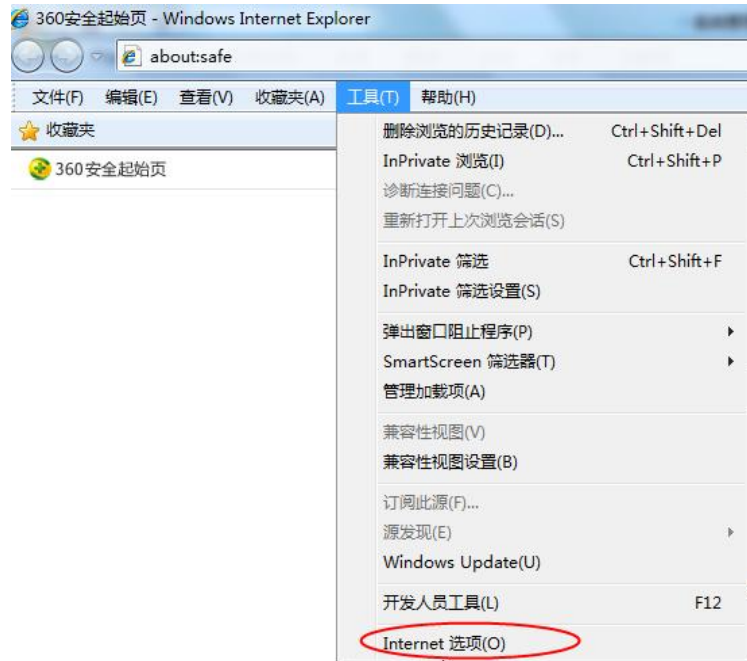 360安全起始页 - Windows Internet Explorer
about:safe
文件(F) 编辑(E) 查看(V) 收藏夹(A) 工具(T) 帮助(H)
收藏夹
360安全起始页
删除浏览的历史记录(D)... Ctrl+Shift+Del
InPrivate 浏览(I) Ctrl+Shift+P
诊断连接问题(C)...
重新打开上次浏览会话(S)
InPrivate 筛选 Ctrl+Shift+F
InPrivate 筛选设置(S)
弹出窗口阻止程序(P)
SmartScreen 筛选器(T)
管理加载项(A)
兼容性视图(V)
兼容性视图设置(B)
订阅此源(F)...
源发现(E)
Windows Update(U)
开发人员工具(L) F12
Internet 选项(O)